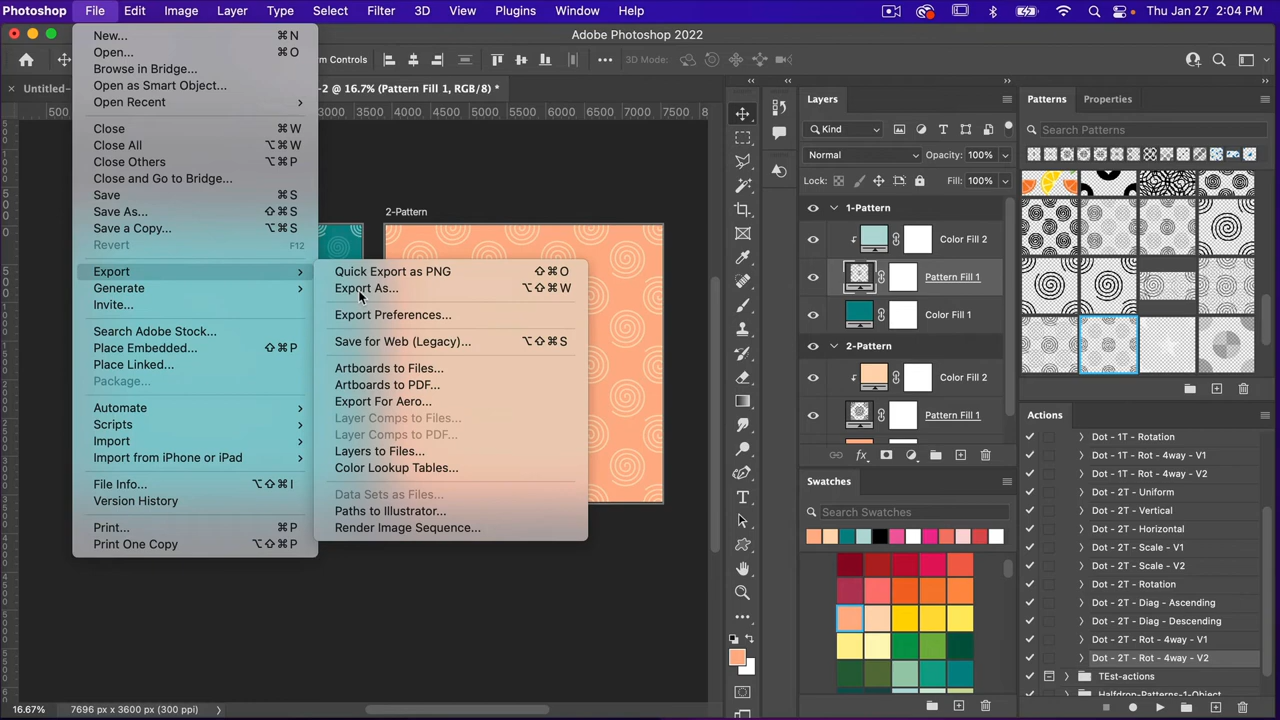 Photoshop File Edit Image Layer Type Select Filter 3D View Plugins Window Help Thu Jan 27 2:04 PM
Adobe Photoshop 2022
m Controls
3D Mode:
Untitled-
-2 @ 16.7% (Pattern Fill 1, RGB/8) *
500 3000 3500 4000 4500 5000 5500 6000 6500 7000 7500
New... ⌘N
Open... ⌘O
Browse in Bridge...
Open as Smart Object...
Open Recent
Close ⌘W
Close All ⌥⌘W
Close Others ⌥⌘P
Close and Go to Bridge... ⇧⌘W
Save ⌘S
Save As... ⇧⌘S
Save a Copy... ⌥⌘S
Revert F12
Export
Generate
Invite...
Search Adobe Stock...
Place Embedded... ⇧⌘P
Place Linked...
Package...
Automate
Scripts
Import
Import from iPhone or iPad
File Info... ⌥⇧⌘I
Version History
Print... ⌘P
Print One Copy ⌥⇧⌘P
Quick Export as PNG ⇧⌘O
Export As... ⌥⇧⌘W
Export Preferences...
Save for Web (Legacy)... ⌥⇧⌘S
Artboards to Files...
Artboards to PDF...
Export For Aero...
Layer Comps to Files...
Layer Comps to PDF...
Layers to Files...
Color Lookup Tables...
Data Sets as Files...
Paths to Illustrator...
Render Image Sequence...
2-Pattern
16.67% 7696 px x 3600 px (300 ppi)
Layers
Kind
Normal Opacity: 100%
Lock: Fill: 100%
1-Pattern
Color Fill 2
Pattern Fill 1
Color Fill 1
2-Pattern
Color Fill 2
Pattern Fill 1
fx
Swatches
Search Swatches
Patterns Properties
Search Patterns
Actions
Dot - 1T - Rotation
Dot - 1T - Rot - 4way - V1
Dot - 1T - Rot - 4way - V2
Dot - 2T - Uniform
Dot - 2T - Vertical
Dot - 2T - Horizontal
Dot - 2T - Scale - V1
Dot - 2T - Scale - V2
Dot - 2T - Rotation
Dot - 2T - Diag - Ascending
Dot - 2T - Diag - Descending
Dot - 2T - Rot - 4way - V1
Dot - 2T - Rot - 4way - V2
TEst-actions
Halfdrop-Patterns-1-Object